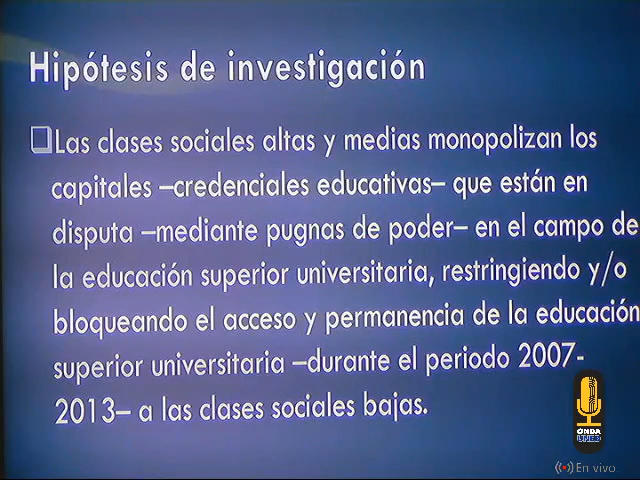 Hipótesis de investigación
Las clases sociales altas y medias monopolizan los
capitales –credenciales educativas– que están en
disputa –mediante pugnas de poder– en el campo de
la educación superior universitaria, restringiendo y/o
bloqueando el acceso y permanencia de la educación
superior universitaria –durante el periodo 2007-
2013– a las clases sociales bajas.
ONDA
UNED
En vivo